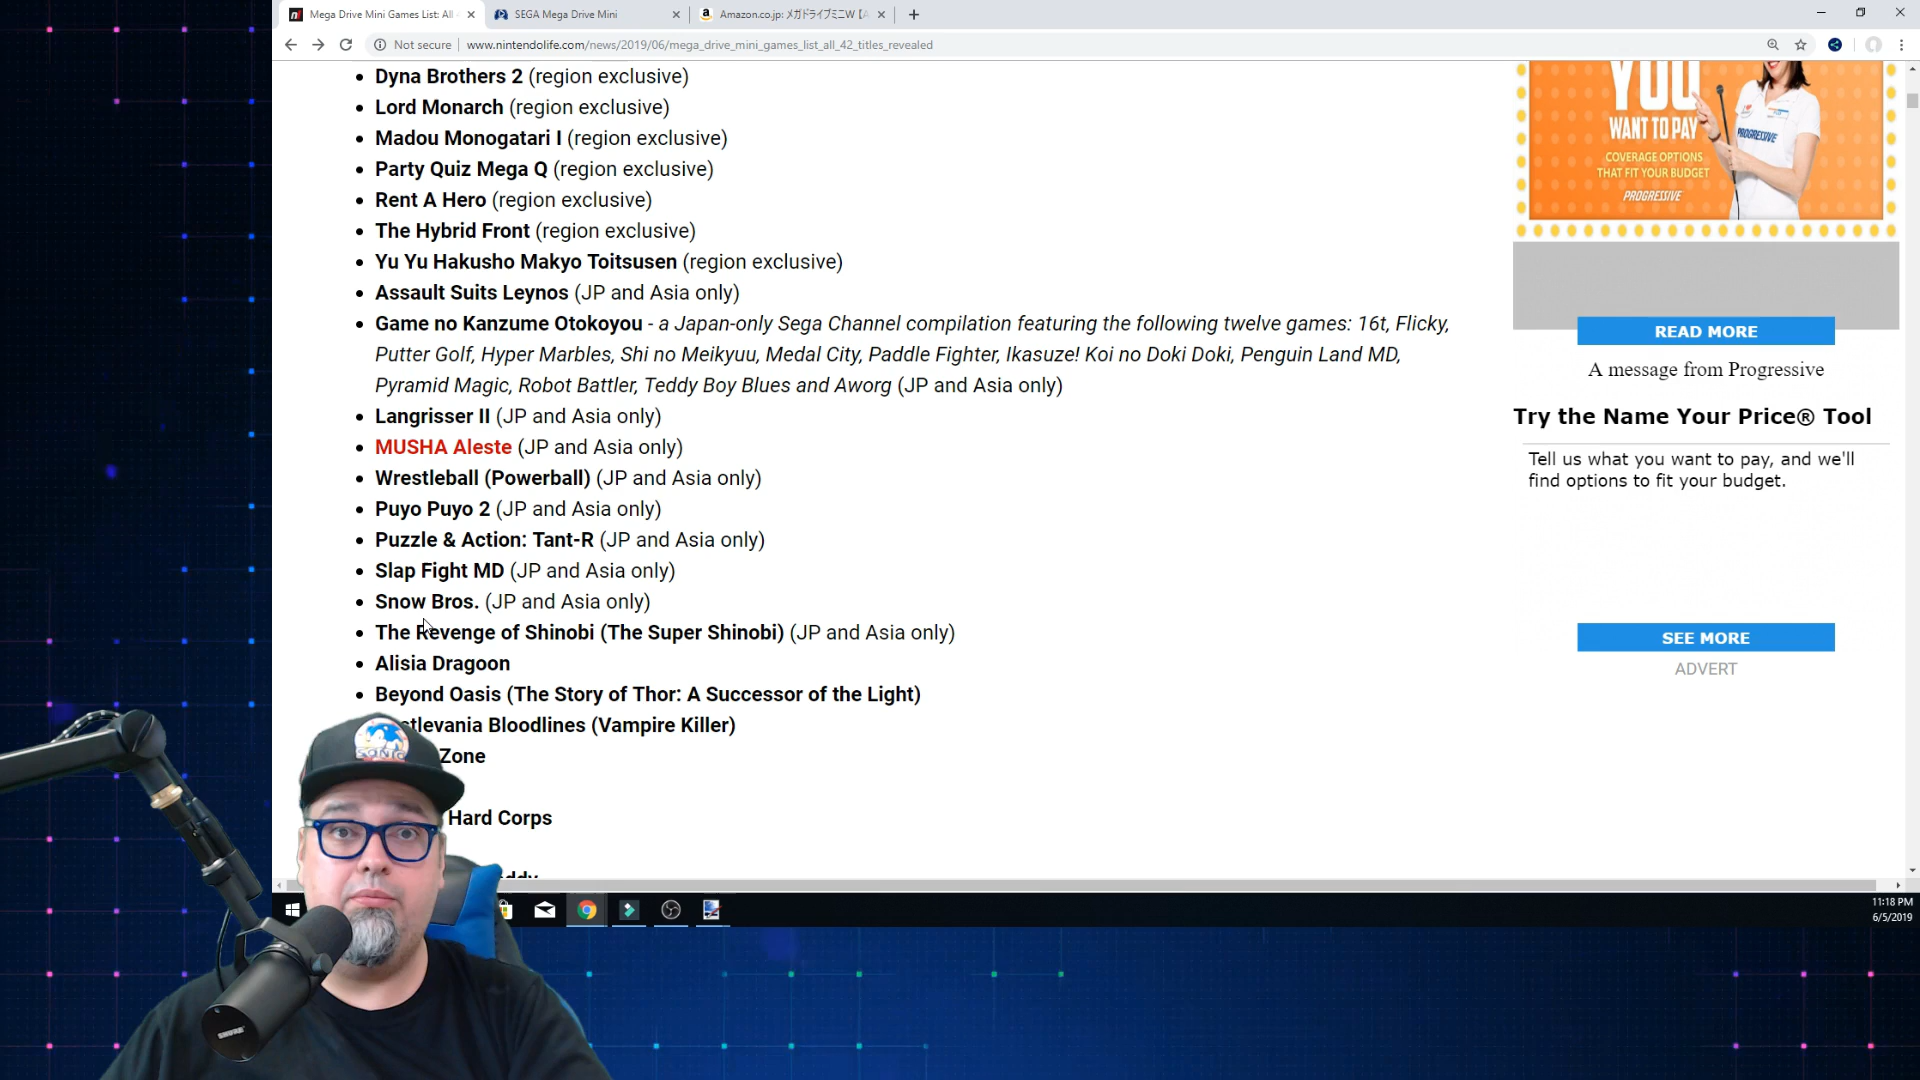 Mega Drive Mini Games List: All
SEGA Mega Drive Mini
Amazon.co.jp: メガドライブミニW
Not secure
www.nintendolife.com/news/2019/06/mega_drive_mini_games_list_all_42_titles_revealed
Dyna Brothers 2 (region exclusive)
Lord Monarch (region exclusive)
Madou Monogatari I (region exclusive)
Party Quiz Mega Q (region exclusive)
Rent A Hero (region exclusive)
The Hybrid Front (region exclusive)
Yu Yu Hakusho Makyo Toitsusen (region exclusive)
Assault Suits Leynos (JP and Asia only)
Game no Kanzume Otokoyou - a Japan-only Sega Channel compilation featuring the following twelve games: 16t, Flicky,
Putter Golf, Hyper Marbles, Shi no Meikyuu, Medal City, Paddle Fighter, Ikasuze! Koi no Doki Doki, Penguin Land MD,
Pyramid Magic, Robot Battler, Teddy Boy Blues and Aworg (JP and Asia only)
Langrisser II (JP and Asia only)
MUSHA Aleste (JP and Asia only)
Wrestleball (Powerball) (JP and Asia only)
Puyo Puyo 2 (JP and Asia only)
Puzzle & Action: Tant-R (JP and Asia only)
Slap Fight MD (JP and Asia only)
Snow Bros. (JP and Asia only)
The Revenge of Shinobi (The Super Shinobi) (JP and Asia only)
Alisia Dragoon
Beyond Oasis (The Story of Thor: A Successor of the Light)
stlevania Bloodlines (Vampire Killer)
Zone
Hard Corps
YOU
WANT TO PAY
COVERAGE OPTIONS
THAT FIT YOUR BUDGET
PROGRESSIVE
PROGRESSIVE
READ MORE
A message from Progressive
Try the Name Your Price® Tool
Tell us what you want to pay, and we'll
find options to fit your budget.
SEE MORE
ADVERT
SONIC
SHURE
11:18 PM
6/5/2019